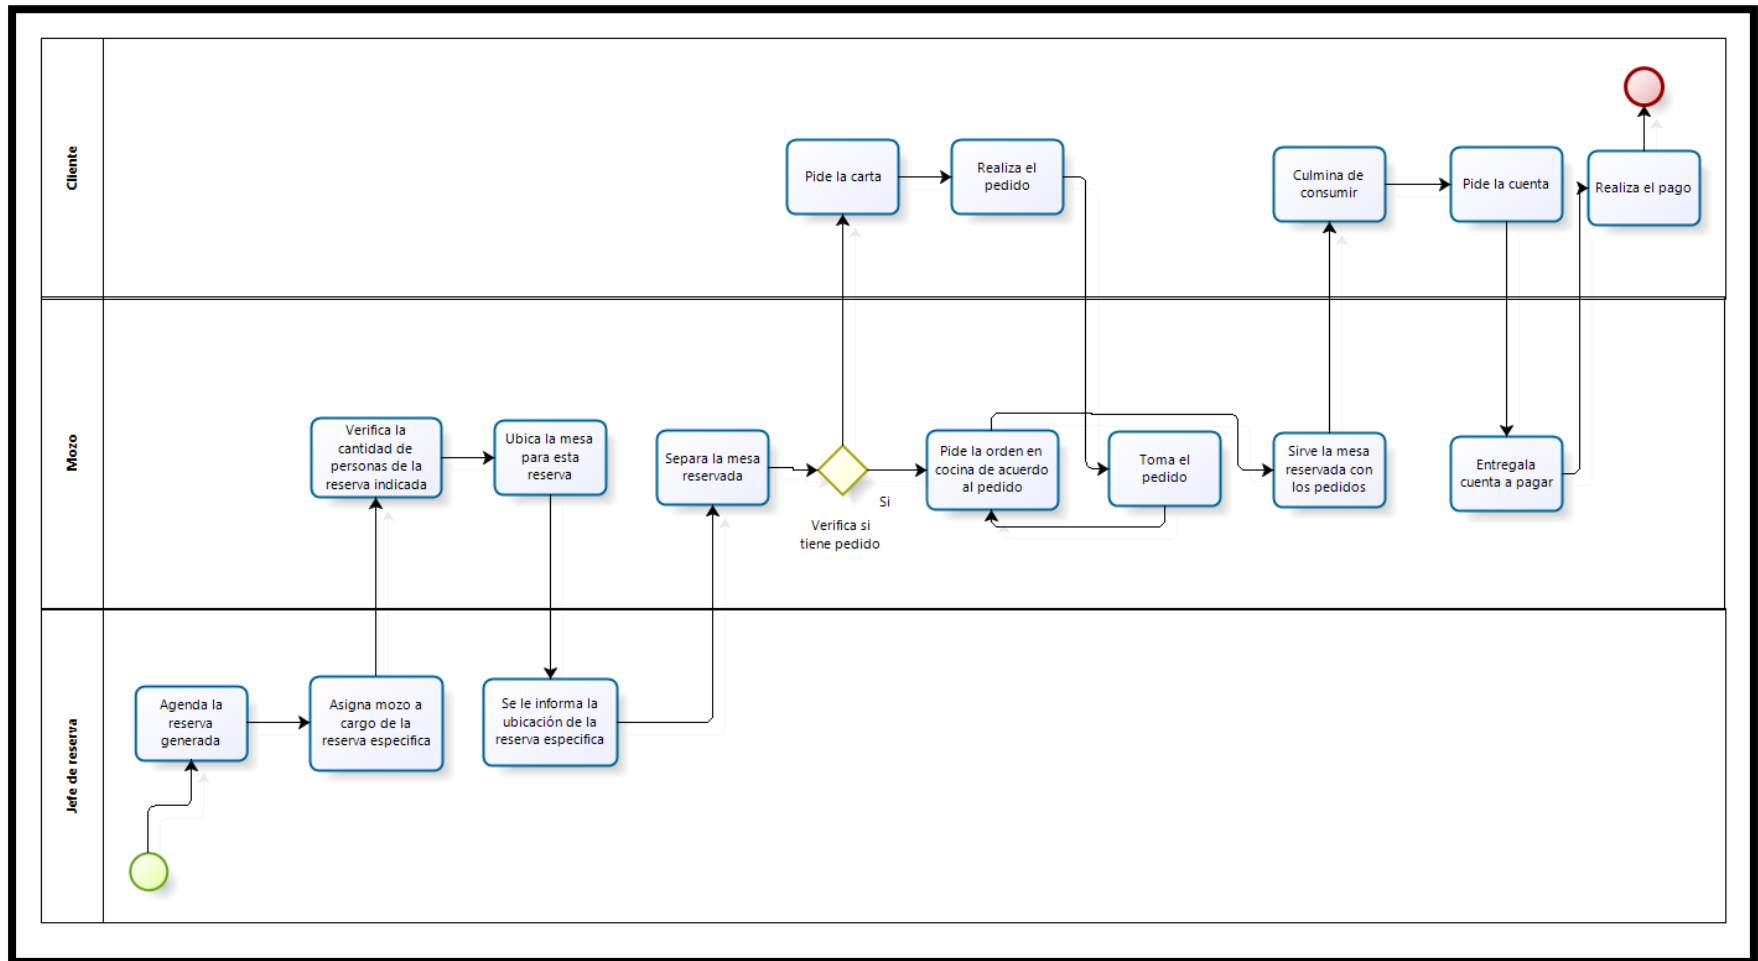 Cliente
Pide la carta
Realiza el
pedido
Culmina de
consumir
Pide la cuenta
Realiza el pago
Mozo
Verifica la
cantidad de
personas de la
reserva indicada
Ubica la mesa
para esta
reserva
Separa la mesa
reservada
Verifica si
tiene pedido
Si
Pide la orden en
cocina de acuerdo
al pedido
Toma el
pedido
Sirve la mesa
reservada con
los pedidos
Entregala
cuenta a pagar
Jefe de reserva
Agenda la
reserva
generada
Asigna mozo a
cargo de la
reserva especifica
Se le informa la
ubicación de la
reserva especifica